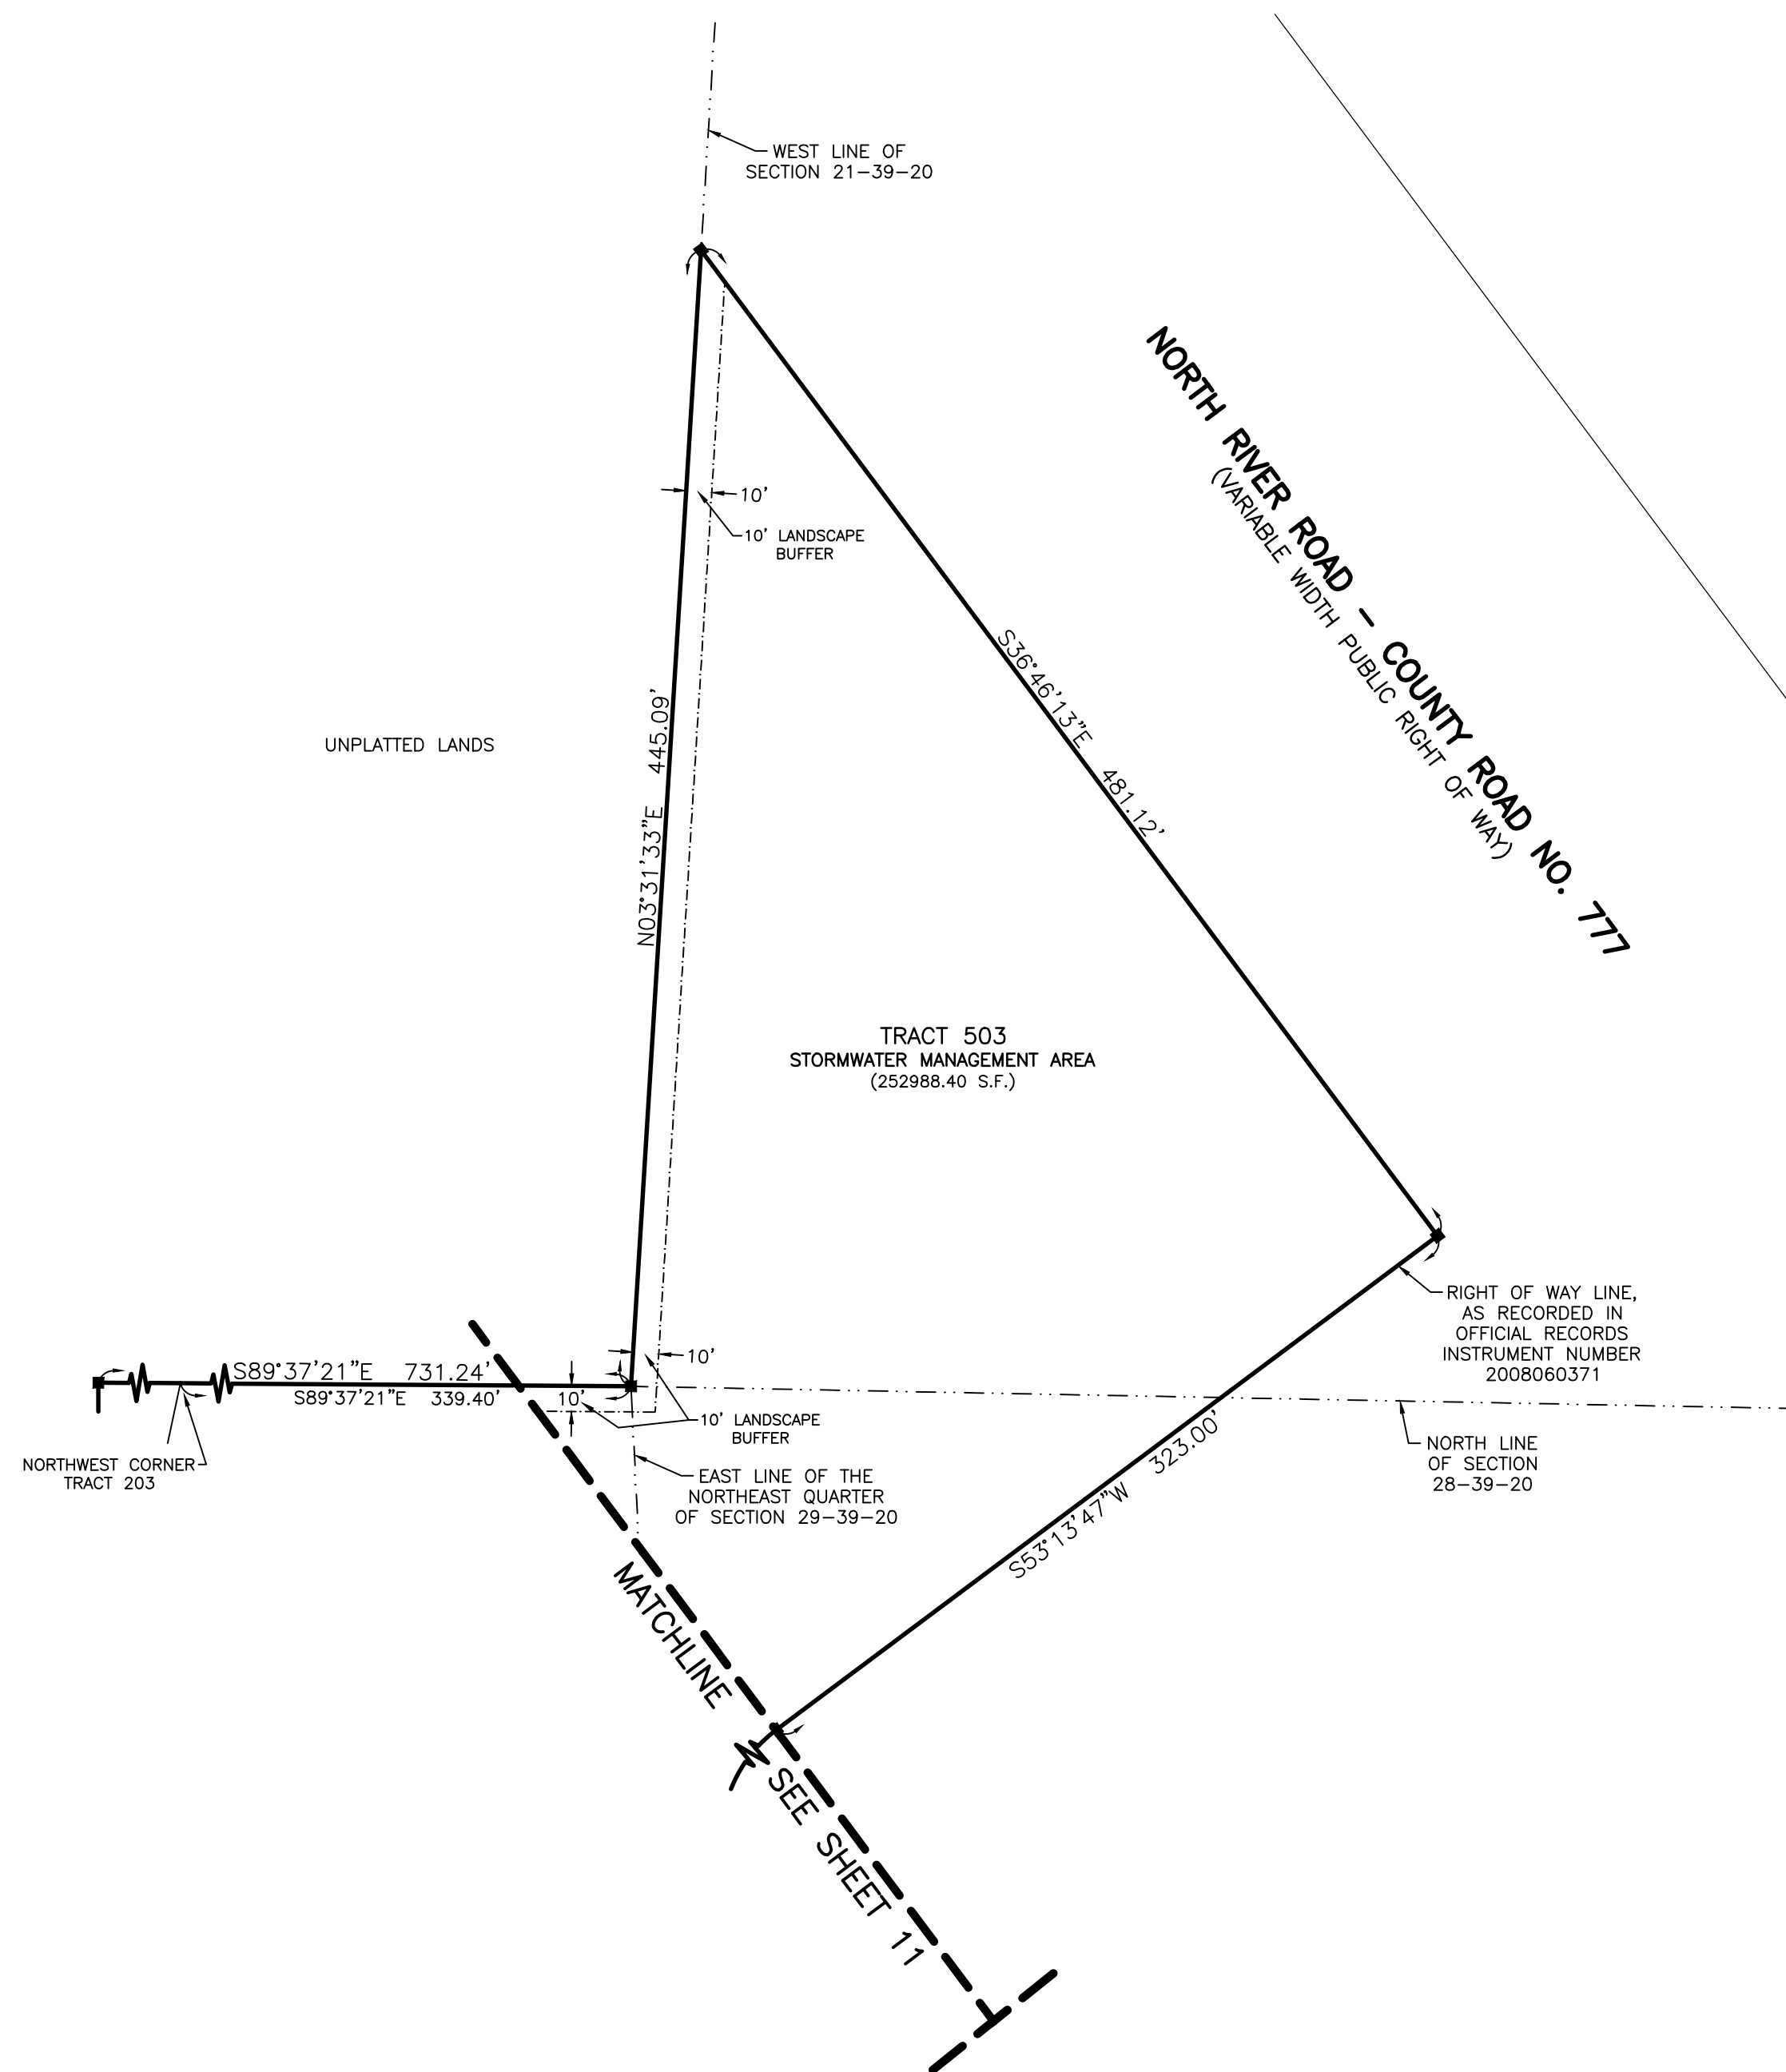 WEST LINE OF
SECTION 21-39-20
NORTH RIVER ROAD - COUNTY ROAD NO. 777
(VARIABLE WIDTH PUBLIC RIGHT OF WAY)
10'
10' LANDSCAPE
BUFFER
S36°46'13"E 481.12'
UNPLATTED LANDS
N03°31'33"E 445.09'
TRACT 503
STORMWATER MANAGEMENT AREA
(252988.40 S.F.)
RIGHT OF WAY LINE,
AS RECORDED IN
OFFICIAL RECORDS
INSTRUMENT NUMBER
2008060371
S89°37'21"E 731.24'
S89°37'21"E 339.40'
10'
10'
10' LANDSCAPE
BUFFER
NORTHWEST CORNER
TRACT 203
EAST LINE OF THE
NORTHEAST QUARTER
OF SECTION 29-39-20
S53°13'47"W 323.00'
NORTH LINE
OF SECTION
28-39-20
MATCHLINE SEE SHEET 11